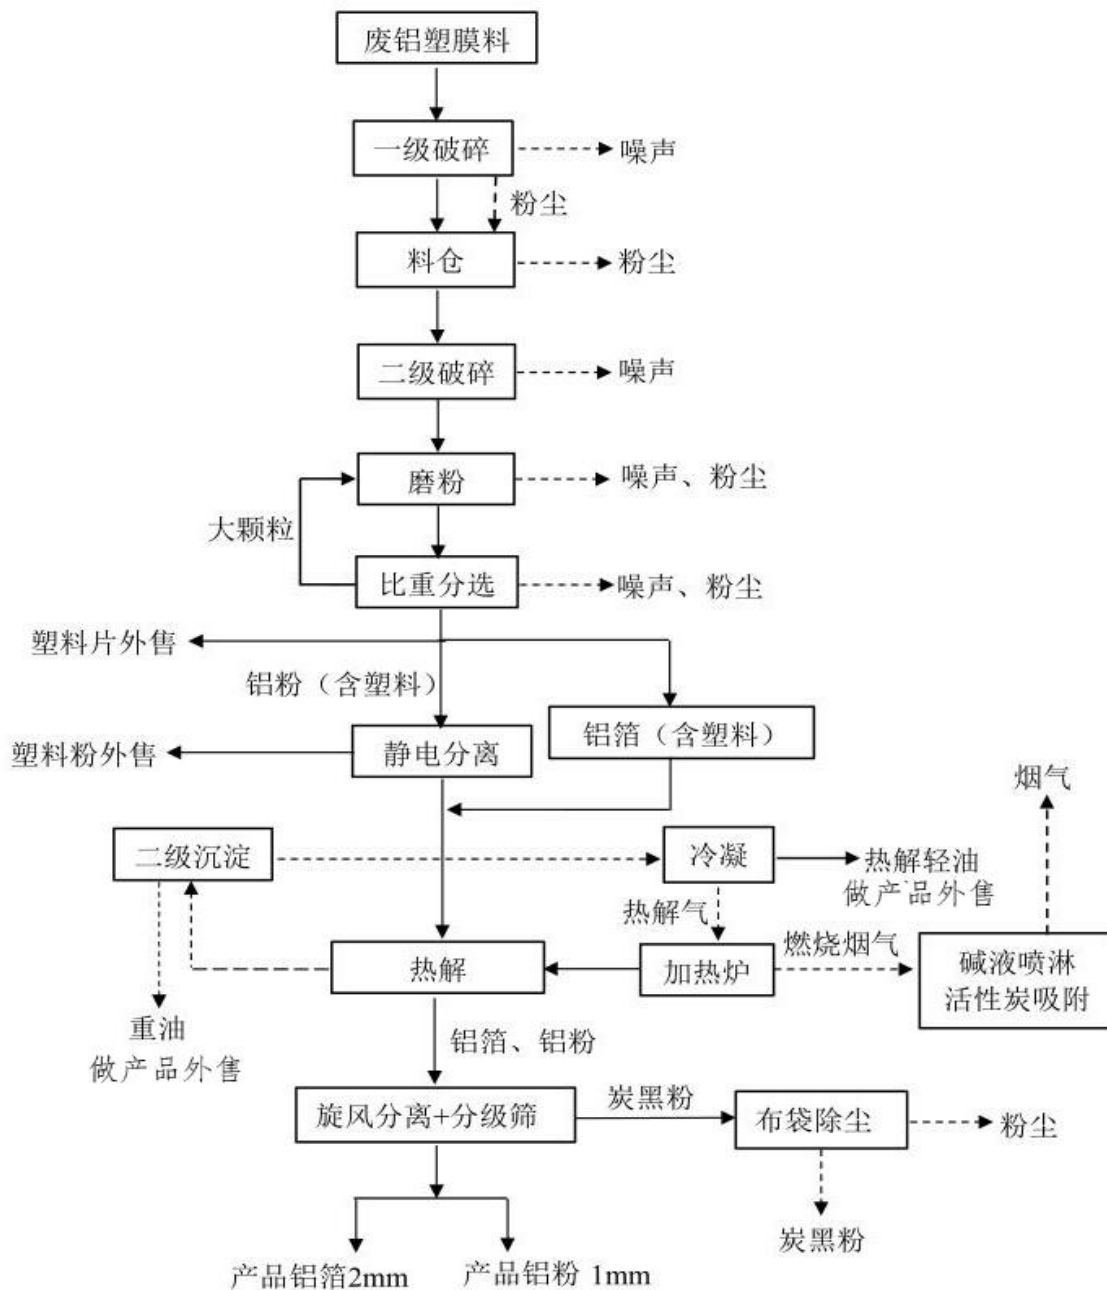 废铝塑膜料
一级破碎
噪声
粉尘
料仓
粉尘
二级破碎
噪声
磨粉
噪声、粉尘
大颗粒
比重分选
噪声、粉尘
塑料片外售
铝粉（含塑料）
铝箔（含塑料）
塑料粉外售
静电分离
烟气
二级沉淀
冷凝
热解轻油
做产品外售
热解气
热解
加热炉
燃烧烟气
碱液喷淋
活性炭吸附
重油
做产品外售
铝箔、铝粉
旋风分离+分级筛
炭黑粉
布袋除尘
粉尘
炭黑粉
产品铝箔2mm
产品铝粉 1mm